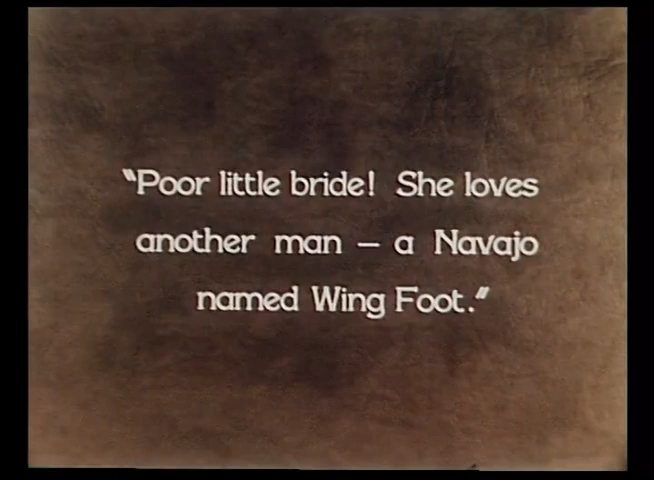 "Poor little bride! She loves
another man – a Navajo
named Wing Foot."